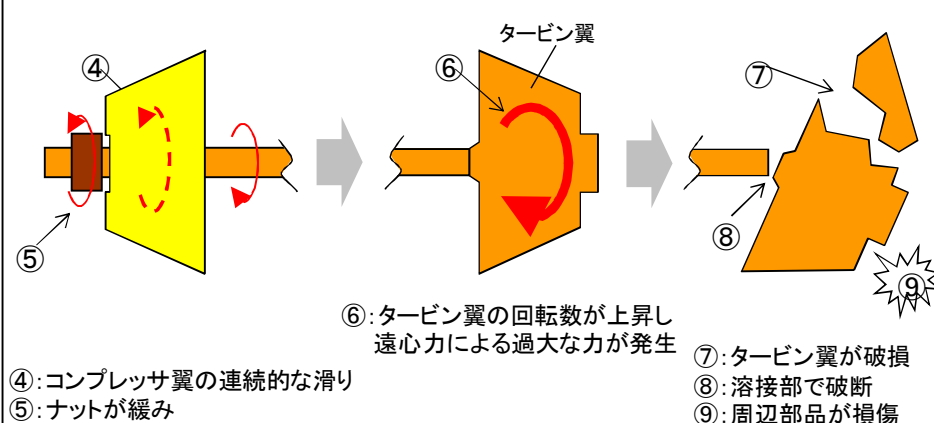 タービン翼
④
⑥
⑦
⑤
⑧
⑨
⑥:タービン翼の回転数が上昇し
遠心力による過大な力が発生
④:コンプレッサ翼の連続的な滑り
⑤:ナットが緩み
⑦:タービン翼が破損
⑧:溶接部で破断
⑨:周辺部品が損傷